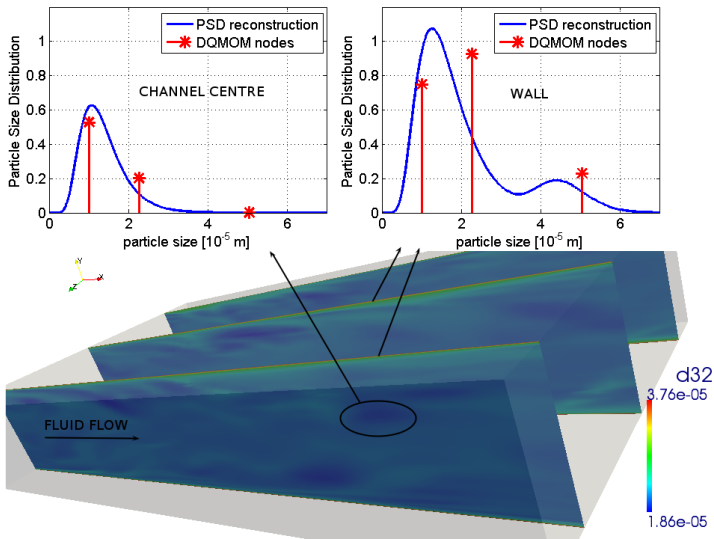 PSD reconstruction
DQMOM nodes
CHANNEL CENTRE
Particle Size Distribution
1
0.8
0.6
0.4
0.2
0
0 2 4 6
particle size [10^-5 m]
PSD reconstruction
DQMOM nodes
WALL
Particle Size Distribution
1
0.8
0.6
0.4
0.2
0
0 2 4 6
particle size [10^-5 m]
Y
X
Z
FLUID FLOW
d32
3.76e-05
1.86e-05